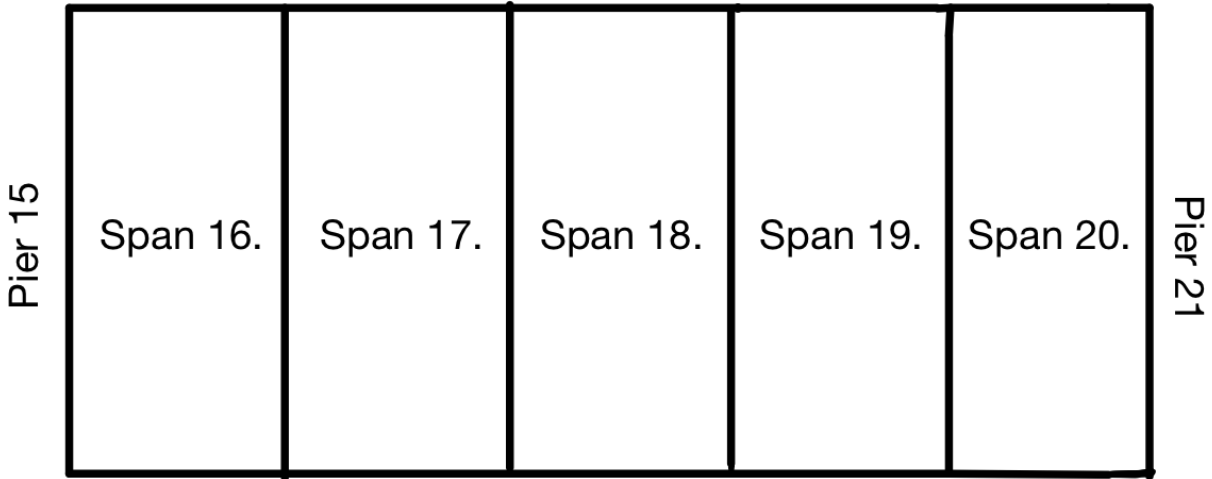 Pier 15
Span 16.
Span 17.
Span 18.
Span 19.
Span 20.
Pier 21